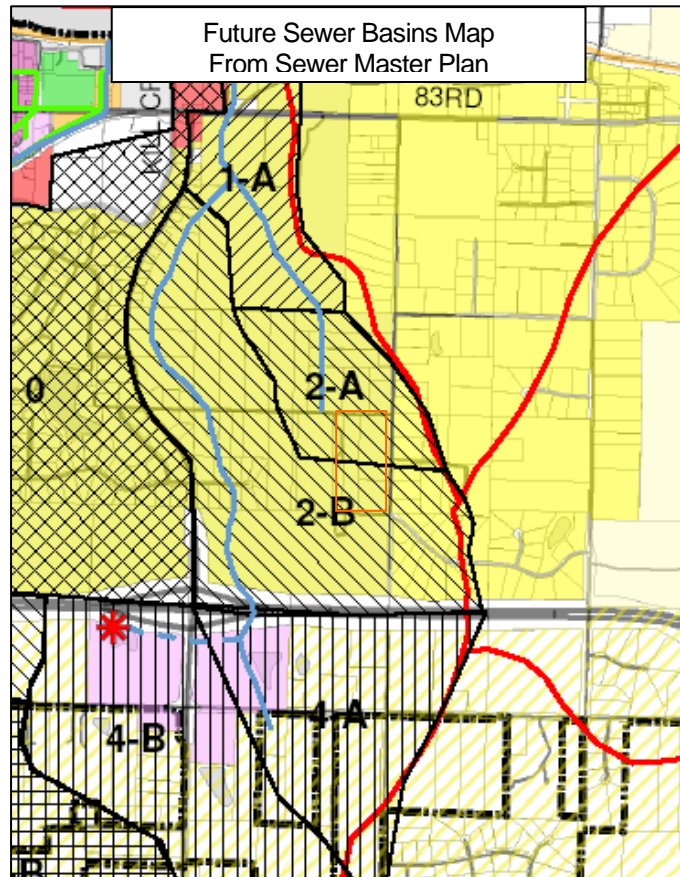 Future Sewer Basins Map
From Sewer Master Plan
83RD
1-A
2-A
0
2-B
4-A
4-B